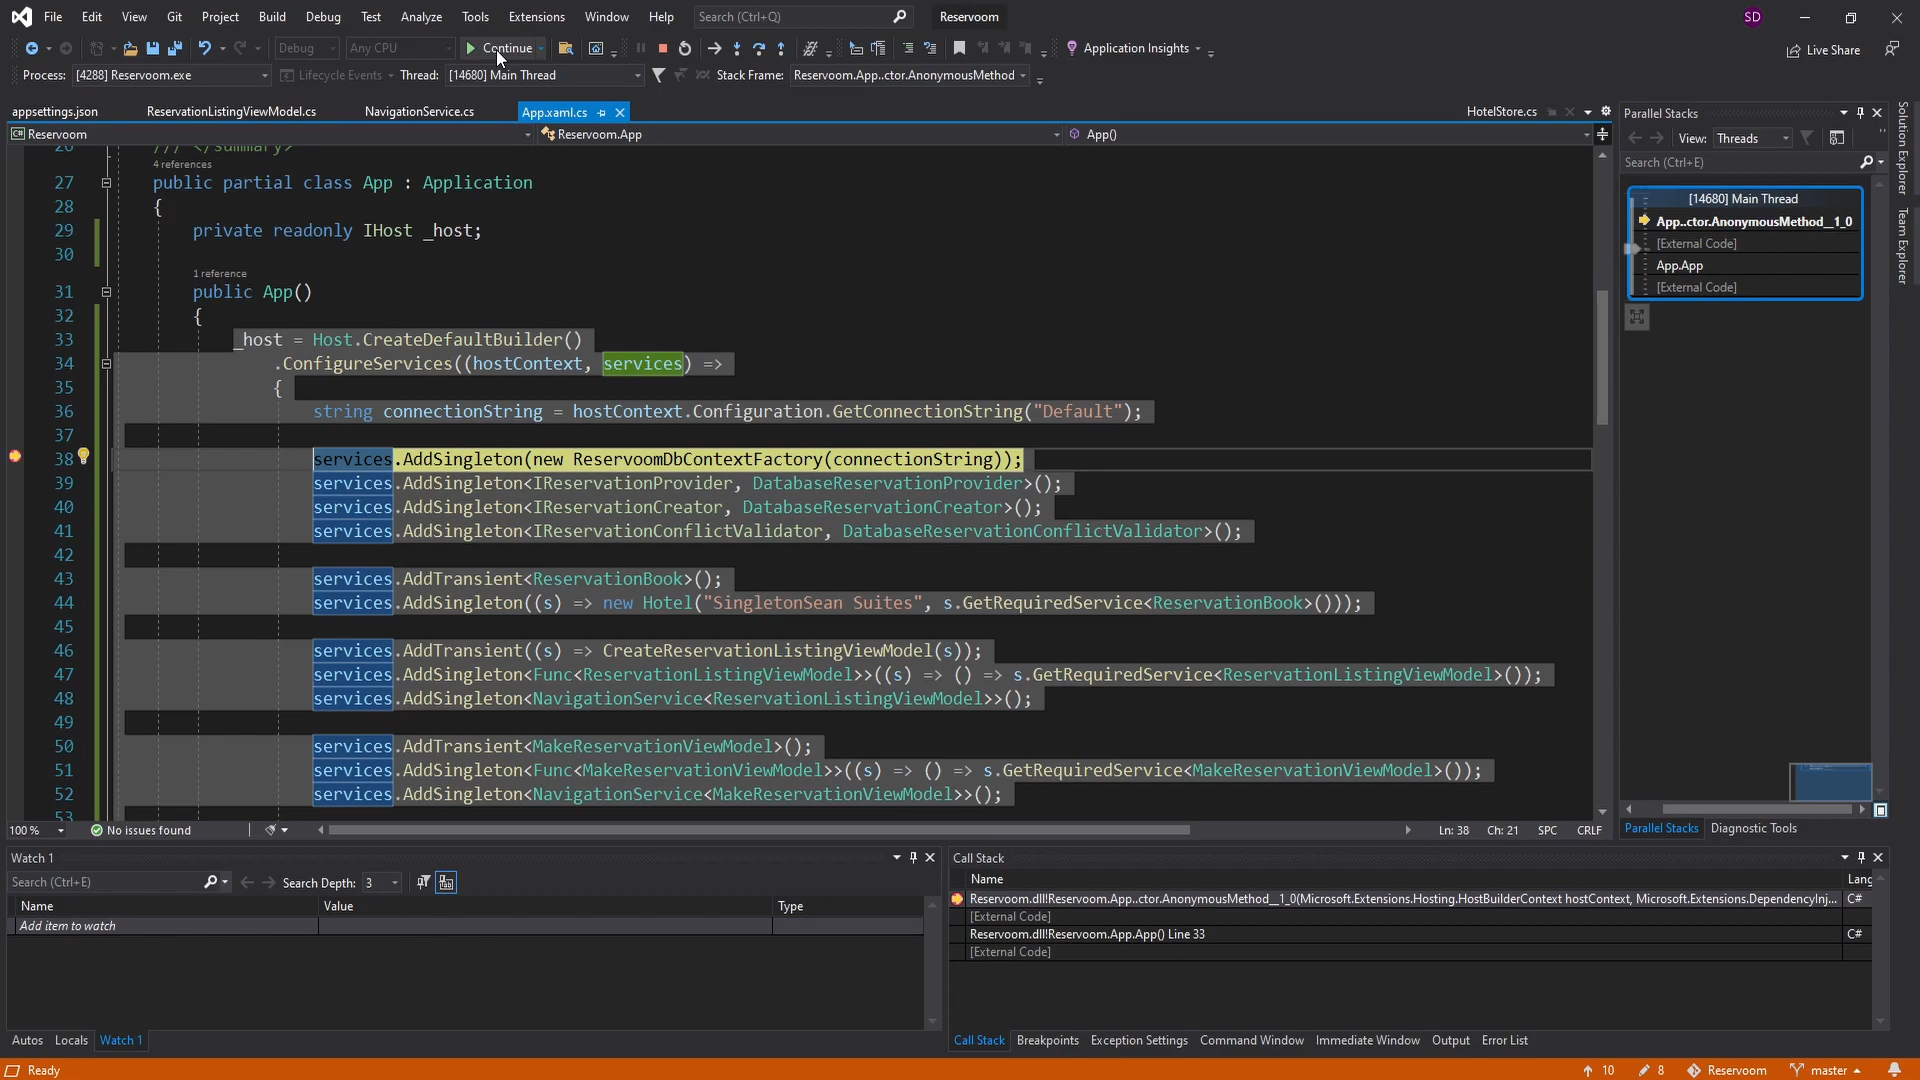 File Edit View Git Project Build Debug Test Analyze Tools Extensions Window Help Search (Ctrl+Q) Reservoom SD
Debug Any CPU Continue Application Insights Live Share
Process: [4288] Reservoom.exe Lifecycle Events Thread: [14680] Main Thread Stack Frame: Reservoom.App..ctor.AnonymousMethod
appsettings.json ReservationListingViewModel.cs NavigationService.cs App.xaml.cs HotelStore.cs
Reservoom Reservoom.App App()
26 /// </summary>
4 references
27 public partial class App : Application
28 {
29 private readonly IHost _host;
30
1 reference
31 public App()
32 {
33 _host = Host.CreateDefaultBuilder()
34 .ConfigureServices((hostContext, services) =>
35 {
36 string connectionString = hostContext.Configuration.GetConnectionString("Default");
37
38 services.AddSingleton(new ReservoomDbContextFactory(connectionString));
39 services.AddSingleton<IReservationProvider, DatabaseReservationProvider>();
40 services.AddSingleton<IReservationCreator, DatabaseReservationCreator>();
41 services.AddSingleton<IReservationConflictValidator, DatabaseReservationConflictValidator>();
42
43 services.AddTransient<ReservationBook>();
44 services.AddSingleton((s) => new Hotel("SingletonSean Suites", s.GetRequiredService<ReservationBook>()));
45
46 services.AddTransient((s) => CreateReservationListingViewModel(s));
47 services.AddSingleton<Func<ReservationListingViewModel>>((s) => () => s.GetRequiredService<ReservationListingViewModel>());
48 services.AddSingleton<NavigationService<ReservationListingViewModel>>();
49
50 services.AddTransient<MakeReservationViewModel>();
51 services.AddSingleton<Func<MakeReservationViewModel>>((s) => () => s.GetRequiredService<MakeReservationViewModel>());
52 services.AddSingleton<NavigationService<MakeReservationViewModel>>();
53
100 % No issues found Ln: 38 Ch: 21 SPC CRLF
Parallel Stacks
View: Threads
Search (Ctrl+E)
[14680] Main Thread
App..ctor.AnonymousMethod__1_0
[External Code]
App.App
[External Code]
Parallel Stacks Diagnostic Tools
Solution Explorer
Team Explorer
Watch 1
Search (Ctrl+E) Search Depth: 3
Name Value Type
Add item to watch
Autos Locals Watch 1
Call Stack
Name Lang
Reservoom.dll!Reservoom.App..ctor.AnonymousMethod__1_0(Microsoft.Extensions.Hosting.HostBuilderContext hostContext, Microsoft.Extensions.DependencyInj... C#
[External Code]
Reservoom.dll!Reservoom.App.App() Line 33 C#
[External Code]
Call Stack Breakpoints Exception Settings Command Window Immediate Window Output Error List
Ready 10 8 Reservoom master